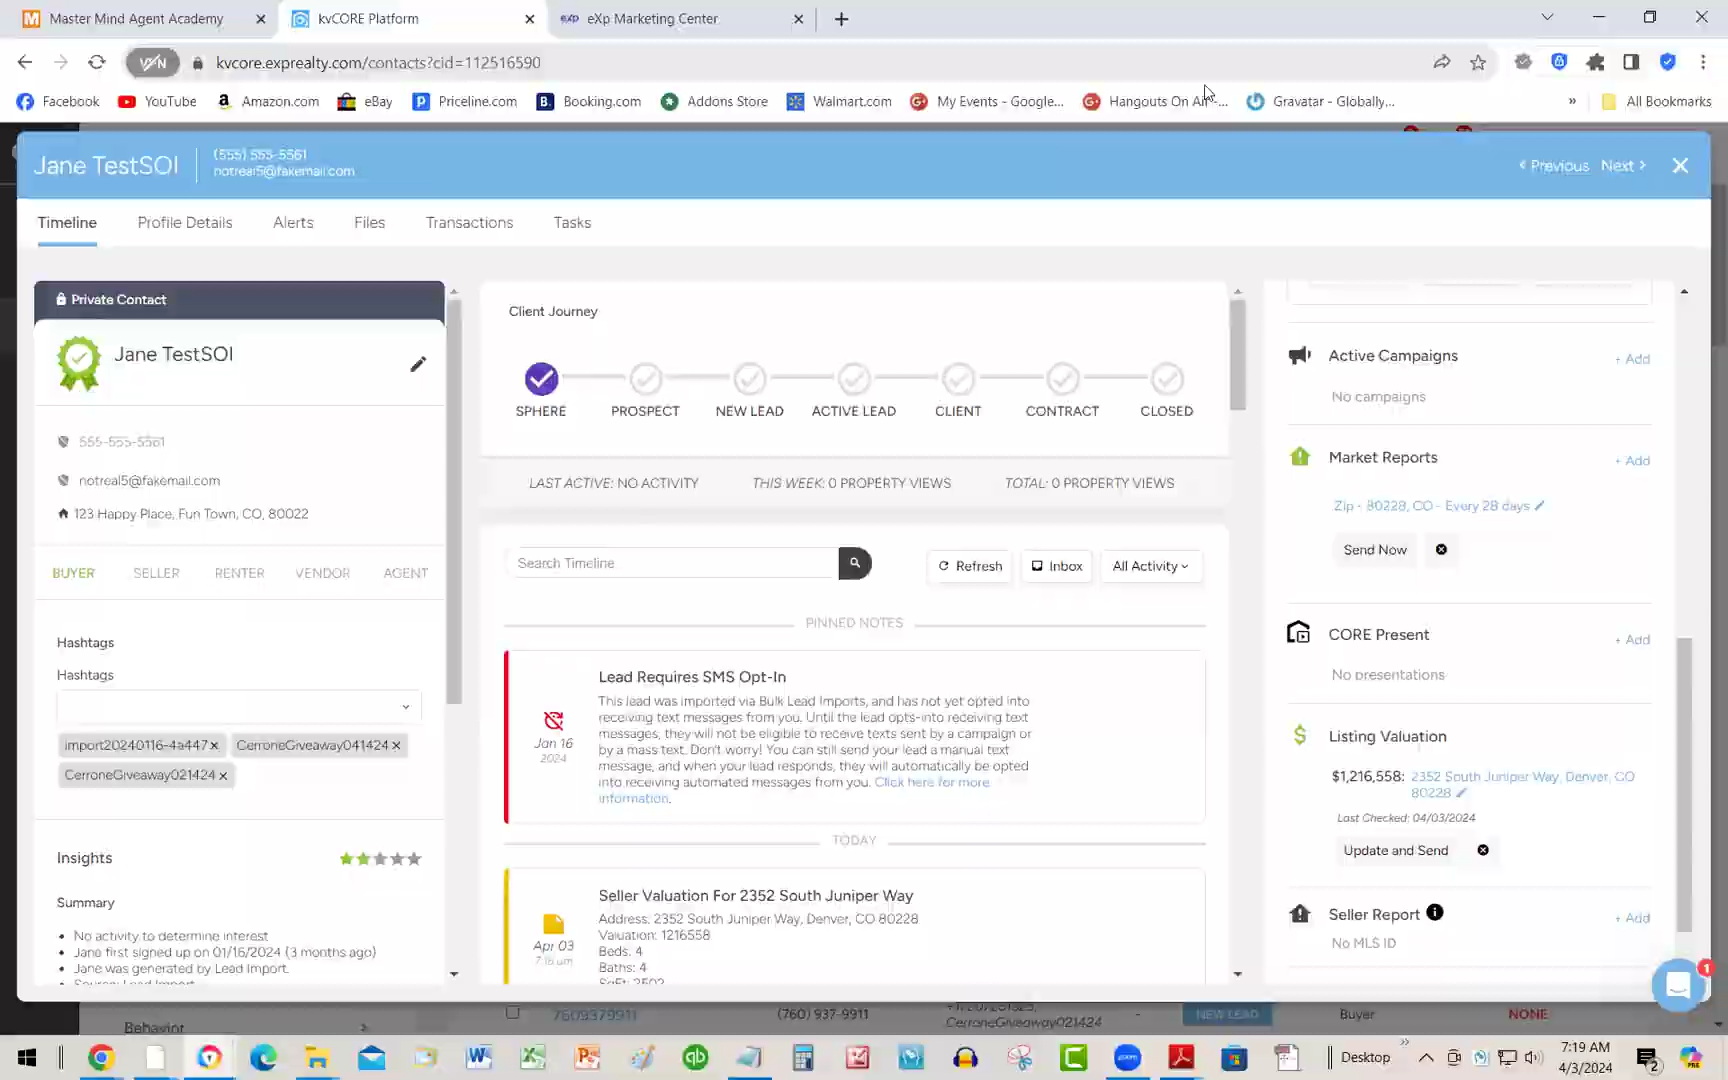 Master Mind Agent Academy
kvCORE Platform
eXp Marketing Center
VPN
kvcore.exprealty.com/contacts?cid=112516590
Facebook
YouTube
Amazon.com
eBay
Priceline.com
Booking.com
Addons Store
Walmart.com
My Events - Google...
Hangouts On Air -...
Gravatar - Globally...
All Bookmarks
Jane TestSOI
(555) 555-5561
notreal5@fakemail.com
Previous
Next
Timeline
Profile Details
Alerts
Files
Transactions
Tasks
Private Contact
Jane TestSOI
555-555-5561
notreal5@fakemail.com
123 Happy Place, Fun Town, CO, 80022
BUYER
SELLER
RENTER
VENDOR
AGENT
Hashtags
Hashtags
import20240116-4a447 ×
CerroneGiveaway041424 ×
CerroneGiveaway021424 ×
Insights
Summary
• No activity to determine interest
• Jane first signed up on 01/16/2024 (3 months ago)
• Jane was generated by Lead Import.
Client Journey
SPHERE
PROSPECT
NEW LEAD
ACTIVE LEAD
CLIENT
CONTRACT
CLOSED
LAST ACTIVE: NO ACTIVITY
THIS WEEK: 0 PROPERTY VIEWS
TOTAL: 0 PROPERTY VIEWS
Search Timeline
Refresh
Inbox
All Activity
PINNED NOTES
Jan 16
2024
Lead Requires SMS Opt-In
This lead was imported via Bulk Lead Imports, and has not yet opted into
receiving text messages from you. Until the lead opts-into receiving text
messages, they will not be eligible to receive texts sent by a campaign or
by a mass text. Don't worry! You can still send your lead a manual text
message, and when your lead responds, they will automatically be opted
into receiving automated messages from you. Click here for more
information.
TODAY
Apr 03
Seller Valuation For 2352 South Juniper Way
Address: 2352 South Juniper Way, Denver, CO 80228
Valuation: 1216558
Beds: 4
Baths: 4
Active Campaigns
+ Add
No campaigns
Market Reports
+ Add
Zip - 80228, CO - Every 28 days
Send Now
CORE Present
+ Add
No presentations
Listing Valuation
$1,216,558: 2352 South Juniper Way, Denver, CO
80228
Last Checked: 04/03/2024
Update and Send
Seller Report
+ Add
No MLS ID
1
Behavior
7609379911
(760) 937-9911
CerroneGiveaway021424
-
NEW LEAD
Buyer
NONE
Desktop
7:19 AM
4/3/2024
2